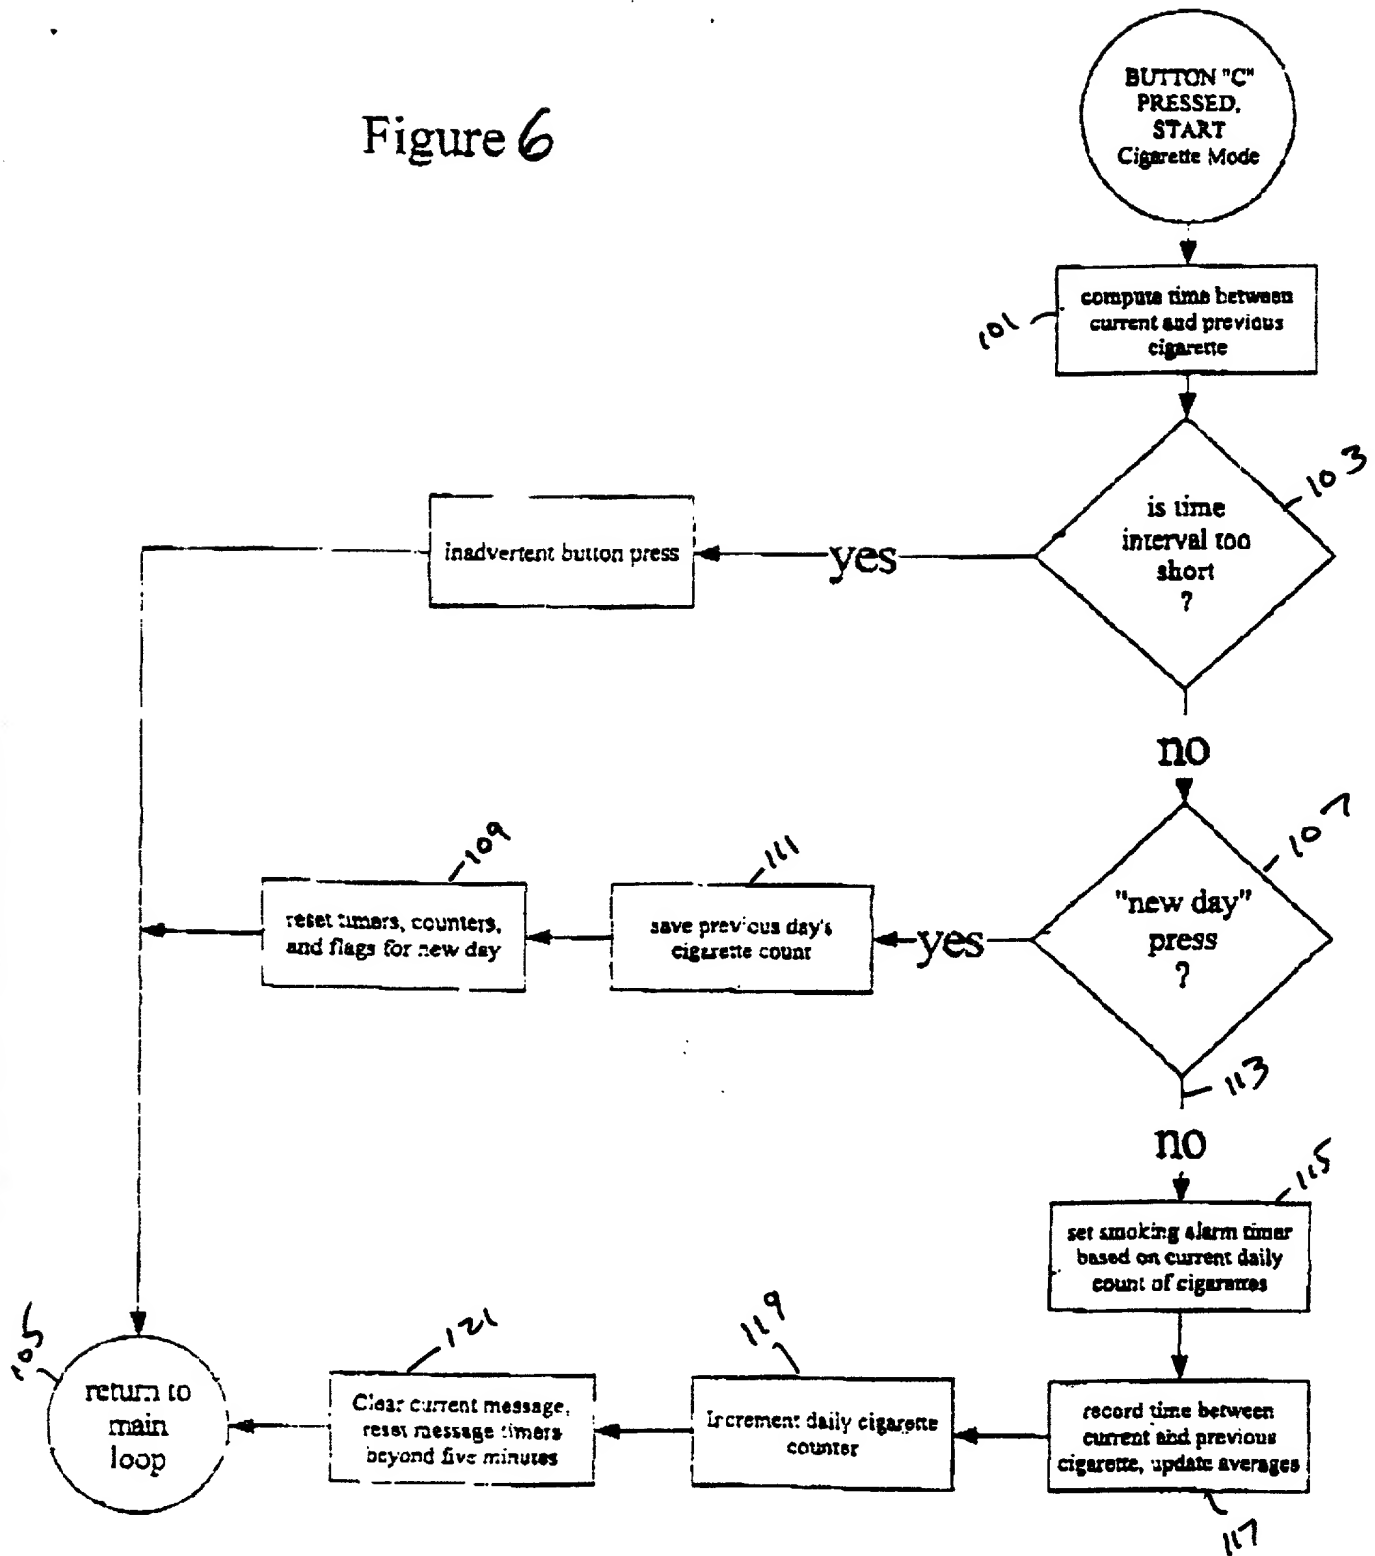 Figure 6
BUTTON "C"
PRESSED,
START
Cigarette Mode
compute time between
current and previous
cigarette
101
is time
interval too
short
?
103
yes
inadvertent button press
no
"new day"
press
?
107
yes
save previous day's
cigarette count
111
reset timers, counters,
and flags for new day
109
113
no
set smoking alarm timer
based on current daily
count of cigarettes
115
record time between
current and previous
cigarette, update averages
117
Increment daily cigarette
counter
119
Clear current message,
reset message timers
beyond five minutes
121
return to
main
loop
105